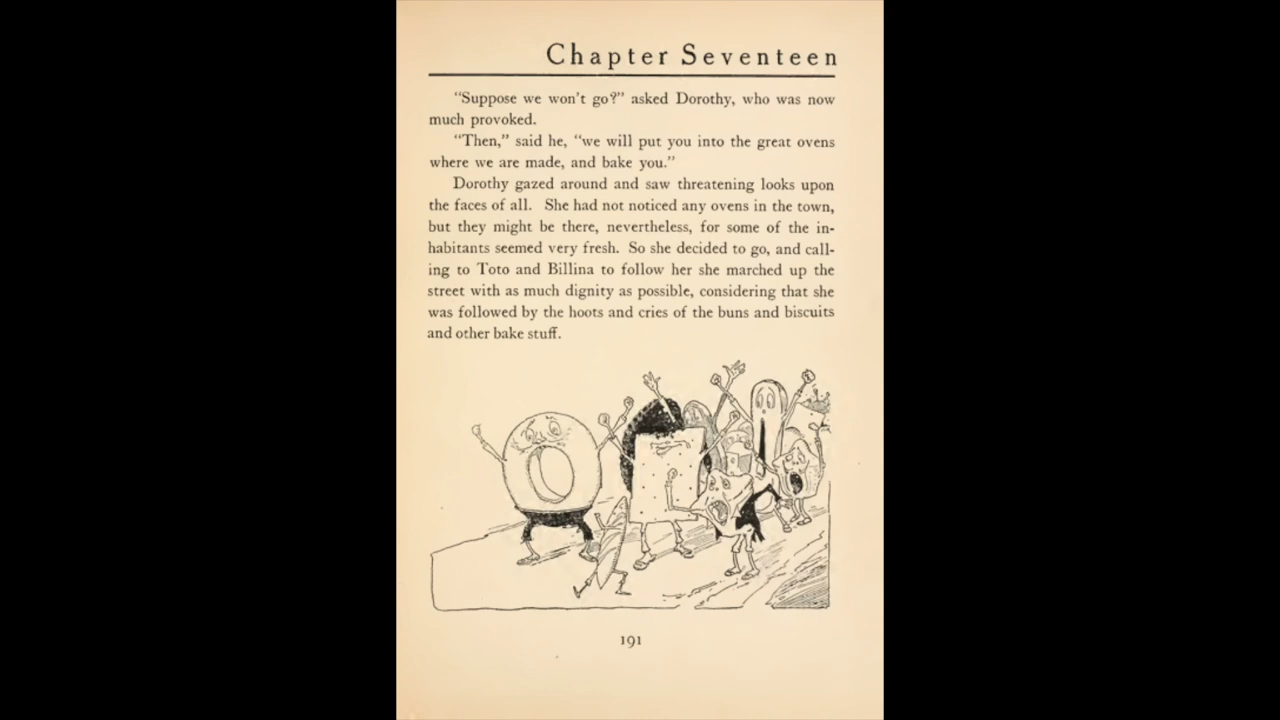 Chapter Seventeen
“Suppose we won’t go?” asked Dorothy, who was now
much provoked.
“Then,” said he, “we will put you into the great ovens
where we are made, and bake you.”
Dorothy gazed around and saw threatening looks upon
the faces of all. She had not noticed any ovens in the town,
but they might be there, nevertheless, for some of the in-
habitants seemed very fresh. So she decided to go, and call-
ing to Toto and Billina to follow her she marched up the
street with as much dignity as possible, considering that she
was followed by the hoots and cries of the buns and biscuits
and other bake stuff.
191